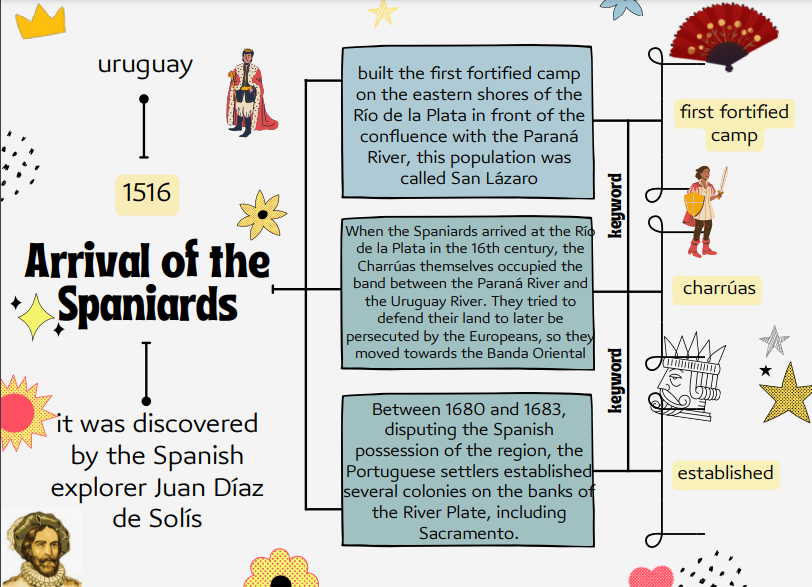 uruguay
1516
Arrival of the
Spaniards
it was discovered
by the Spanish
explorer Juan Díaz
de Solís
built the first fortified camp
on the eastern shores of the
Río de la Plata in front of the
confluence with the Paraná
River, this population was
called San Lázaro
When the Spaniards arrived at the Río
de la Plata in the 16th century, the
Charrúas themselves occupied the
band between the Paraná River and
the Uruguay River. They tried to
defend their land to later be
persecuted by the Europeans, so they
moved towards the Banda Oriental
Between 1680 and 1683,
disputing the Spanish
possession of the region, the
Portuguese settlers established
several colonies on the banks of
the River Plate, including
Sacramento.
keyword
keyword
first fortified
camp
charrúas
established